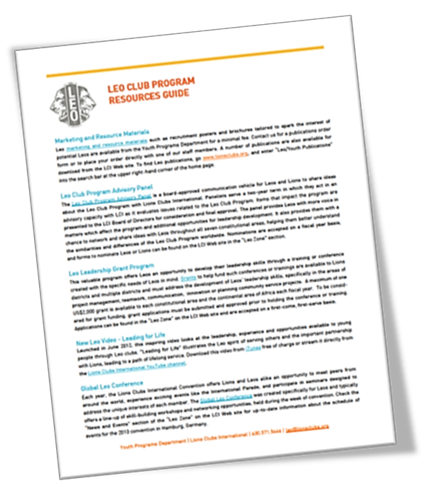 LEO
LEO CLUB PROGRAM
RESOURCES GUIDE
Marketing and Resource Materials
Leo marketing and resource materials such as recruitment posters and brochures tailored to spark the interest of
potential Leos are available from the Youth Programs Department for a minimal fee. Contact us for a publications order
form or to place your order directly with one of our staff members. A number of publications are also available for
download from the LCI Web site. To find Leo publications, go www.lionsclubs.org, and enter "Leo/Youth Publications"
into the search bar at the upper right-hand corner of the home page.
Leo Club Program Advisory Panel
The Leo Club Program Advisory Panel is a board-approved communication vehicle for Leos and Lions to share ideas
about the Leo Club Program with Lions Clubs International. Panelists serve a two-year term in which they act in an
advisory capacity with LCI as it evaluates issues related to the Leo Club Program. Items that impact the program are
presented to the LCI Board of Directors for consideration and final approval. The panel provides Leos with more voice in
matters which affect the program and additional opportunities for leadership development. It also provides them with a
chance to network and share ideas with Leos throughout all seven constitutional areas, helping them better understand
the similarities and differences of the Leo Club Program worldwide. Nominations are accepted on a fiscal year basis
and forms to nominate Leos or Lions can be found on the LCI Web site in the "Leo Zone" section.
Leo Leadership Grant Program
This valuable program offers Leos an opportunity to develop their leadership skills through a training or conference
created with the specific needs of Leos in mind. Grants to help fund such conferences or trainings are available to Lions
districts and multiple districts and must address the development of Leos' leadership skills, specifically in the areas of
project management, teamwork, communication, innovation or planning community service projects. A maximum of one
US$2,000 grant is available to each constitutional area and the continental area of Africa each fiscal year. To be consid-
ered for grant funding, grant applications must be submitted and approved prior to holding the conference or training.
Applications can be found in the "Leo Zone" on the LCI Web site and are accepted on a first-come, first-serve basis.
New Leo Video - Leading for Life
Launched in June 2012, this inspiring video looks at the leadership, experience and opportunities available to young
people through Leo clubs. "Leading for Life" illustrates the Leo spirit of serving others and the important partnership
with Lions, leading to a path of lifelong service. Download this video from iTunes free of charge or stream it directly from
the Lions Clubs International YouTube channel.
Global Leo Conference
Each year, the Lions Clubs International Convention offers Lions and Leos alike an opportunity to meet peers from
around the world, experience exciting events like the International Parade, and participate in seminars designed to
address the unique interests of each member. The Global Leo Conference was created specifically for Leos and typically
offers a line-up of skill-building workshops and networking opportunities, held during the week of convention. Check the
"News and Events" section of the "Leo Zone" on the LCI Web site for up-to-date information about the schedule of
events for the 2013 convention in Hamburg, Germany.
Youth Programs Department | Lions Clubs International | 630.571.5466 | leo@lionsclubs.org